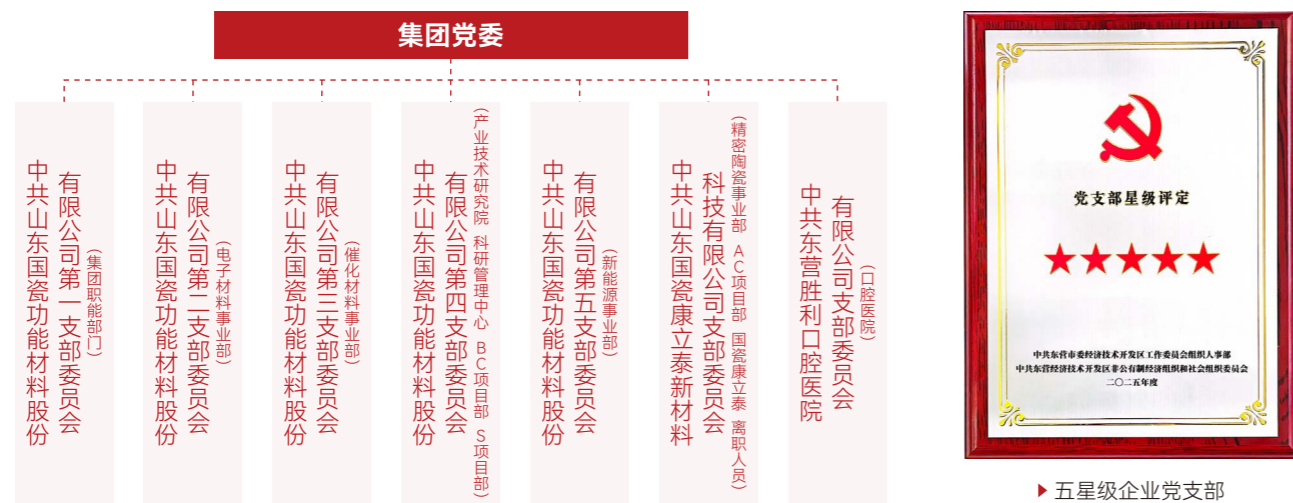 集团党委
中共山东国瓷功能材料股份
有限公司第一支部委员会
(集团职能部门)
中共山东国瓷功能材料股份
有限公司第二支部委员会
(电子材料事业部)
中共山东国瓷功能材料股份
有限公司第三支部委员会
(催化材料事业部)
中共山东国瓷功能材料股份
有限公司第四支部委员会
(产业技术研究院 科研管理中心 BC项目部 S项目部)
中共山东国瓷功能材料股份
有限公司第五支部委员会
(新能源事业部)
中共山东国瓷康立泰新材料
科技有限公司支部委员会
(精密陶瓷事业部 AC项目部 国瓷康立泰 离职人员)
中共东营胜利口腔医院
有限公司支部委员会
(口腔医院)
党支部星级评定
中共东营市委经济技术开发区工作委员会组织人事部
中共东营经济技术开发区非公有制经济组织和社会组织委员会
二〇二五年度
五星级企业党支部